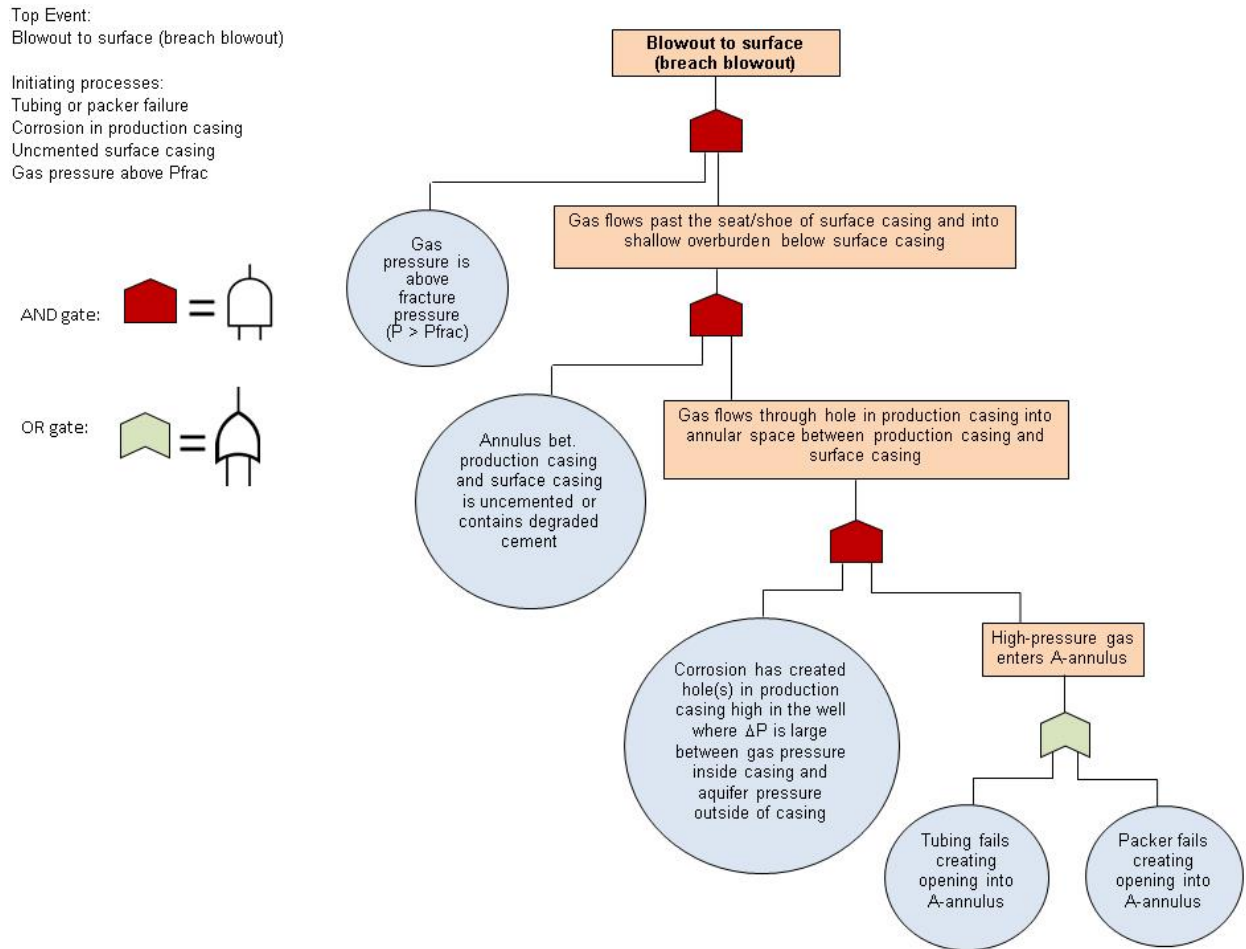 Top Event:
Blowout to surface (breach blowout)
Initiating processes:
Tubing or packer failure
Corrosion in production casing
Uncmented surface casing
Gas pressure above Pfrac
AND gate:
=
OR gate:
=
Blowout to surface
(breach blowout)
Gas
pressure is
above
fracture
pressure
(P > Pfrac)
Gas flows past the seat/shoe of surface casing and into
shallow overburden below surface casing
Annulus bet.
production casing
and surface casing
is uncemented or
contains degraded
cement
Gas flows through hole in production casing into
annular space between production casing and
surface casing
Corrosion has created
hole(s) in production
casing high in the well
where ΔP is large
between gas pressure
inside casing and
aquifer pressure
outside of casing
High-pressure gas
enters A-annulus
Tubing fails
creating
opening into
A-annulus
Packer fails
creating
opening into
A-annulus